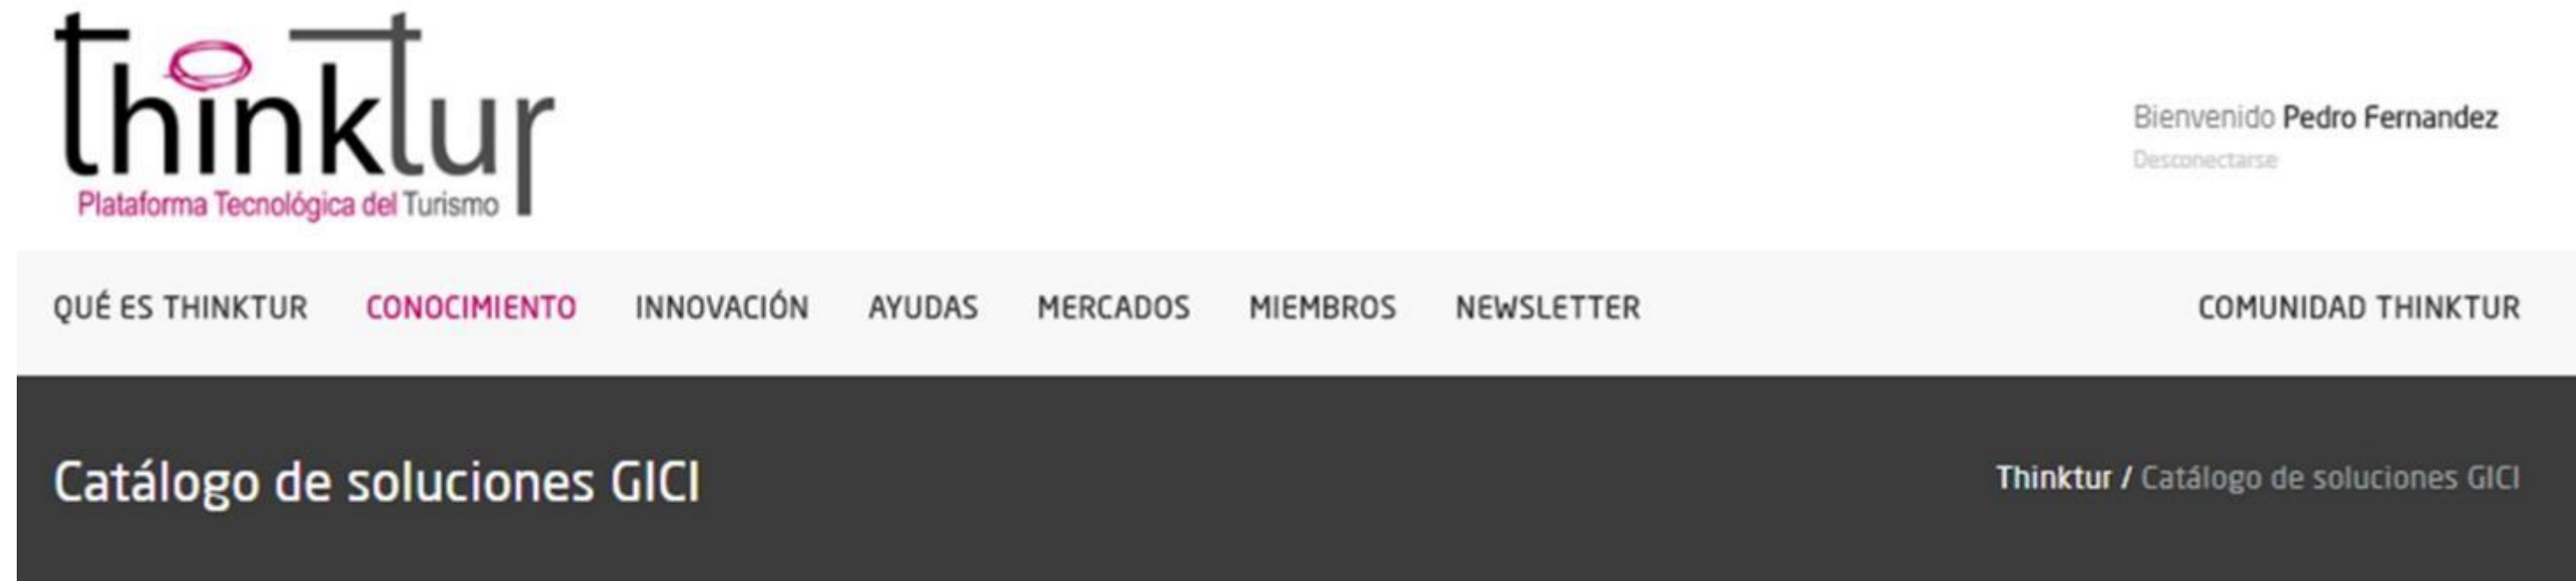 thinktur
Plataforma Tecnológica del Turismo
Bienvenido Pedro Fernandez
Desconectarse
QUÉ ES THINKTUR CONOCIMIENTO INNOVACIÓN AYUDAS MERCADOS MIEMBROS NEWSLETTER COMUNIDAD THINKTUR
Catálogo de soluciones GICI
Thinktur / Catálogo de soluciones GICI